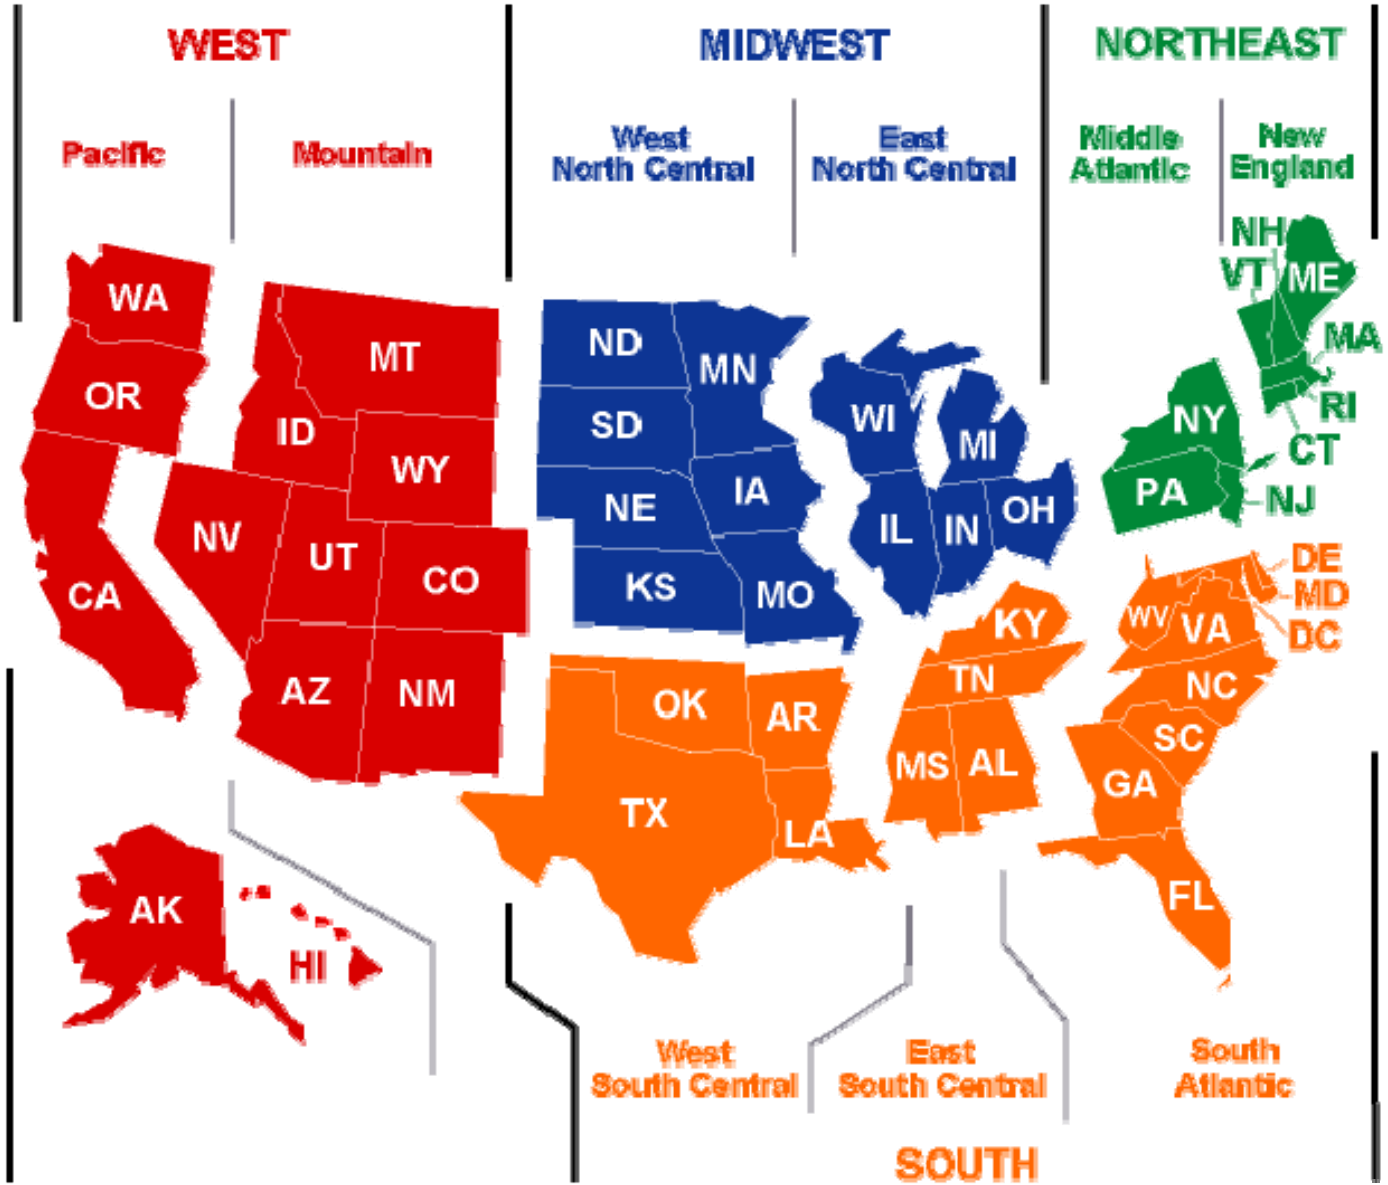 WEST
MIDWEST
NORTHEAST
Pacific
Mountain
West
North Central
East
North Central
Middle
Atlantic
New
England
WA
OR
CA
MT
ID
WY
NV
UT
CO
AZ
NM
AK
HI
ND
MN
SD
NE
IA
KS
MO
WI
MI
IL
IN
OH
NH
VT
ME
MA
RI
CT
NY
PA
NJ
DE
MD
DC
WV
VA
KY
TN
NC
SC
OK
AR
MS
AL
GA
TX
LA
FL
West
South Central
East
South Central
South
Atlantic
SOUTH